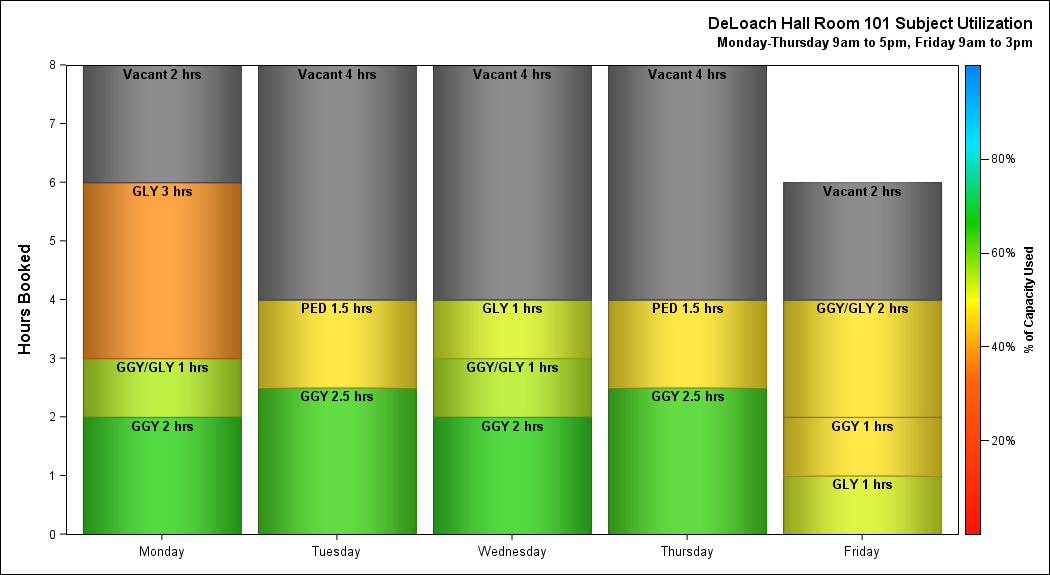 DeLoach Hall Room 101 Subject Utilization
Monday-Thursday 9am to 5pm, Friday 9am to 3pm
Hours Booked
8
7
6
5
4
3
2
1
0
Vacant 2 hrs
GLY 3 hrs
GGY/GLY 1 hrs
GGY 2 hrs
Vacant 4 hrs
PED 1.5 hrs
GGY 2.5 hrs
Vacant 4 hrs
GLY 1 hrs
GGY/GLY 1 hrs
GGY 2 hrs
Vacant 4 hrs
PED 1.5 hrs
GGY 2.5 hrs
Vacant 2 hrs
GGY/GLY 2 hrs
GGY 1 hrs
GLY 1 hrs
Monday
Tuesday
Wednesday
Thursday
Friday
80%
60%
40%
20%
% of Capacity Used